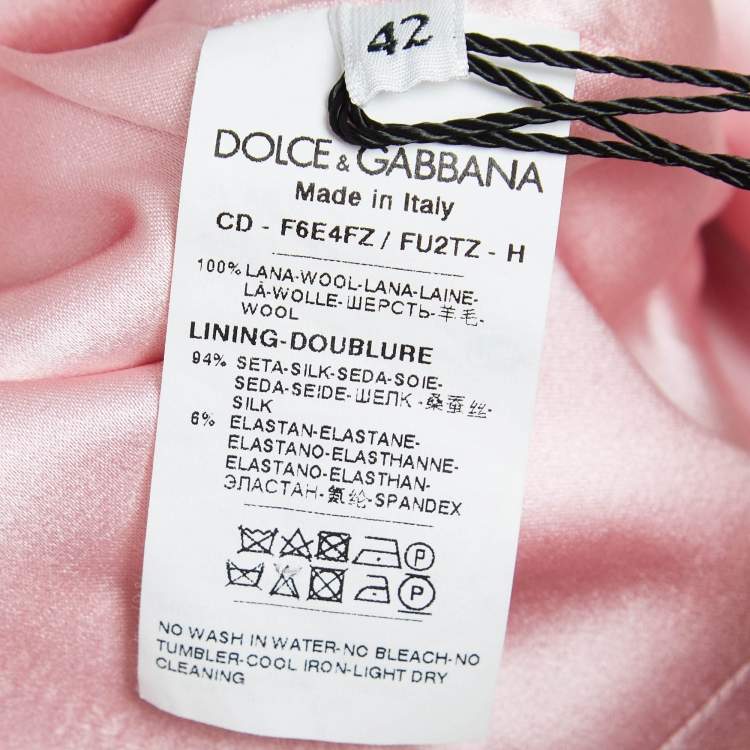 42
DOLCE & GABBANA
Made in Italy
CD - F6E4FZ / FU2TZ - H
100% LANA-WOOL-LANA-LAINE-
LÀ-WOLLE-ШЕРСТЬ-羊毛-
WOOL
LINING-DOUBLURE
94% SETA-SILK-SEDA-SOIE-
SEDA-SEIDE-ШЕЛК-桑蚕丝-
SILK
6% ELASTAN-ELASTANE-
ELASTANO-ELASTHANNE-
ELASTANO-ELASTHAN-
ЭЛАСТАН-氨纶-SPANDEX
P
P
NO WASH IN WATER-NO BLEACH-NO
TUMBLER-COOL IRON-LIGHT DRY
CLEANING